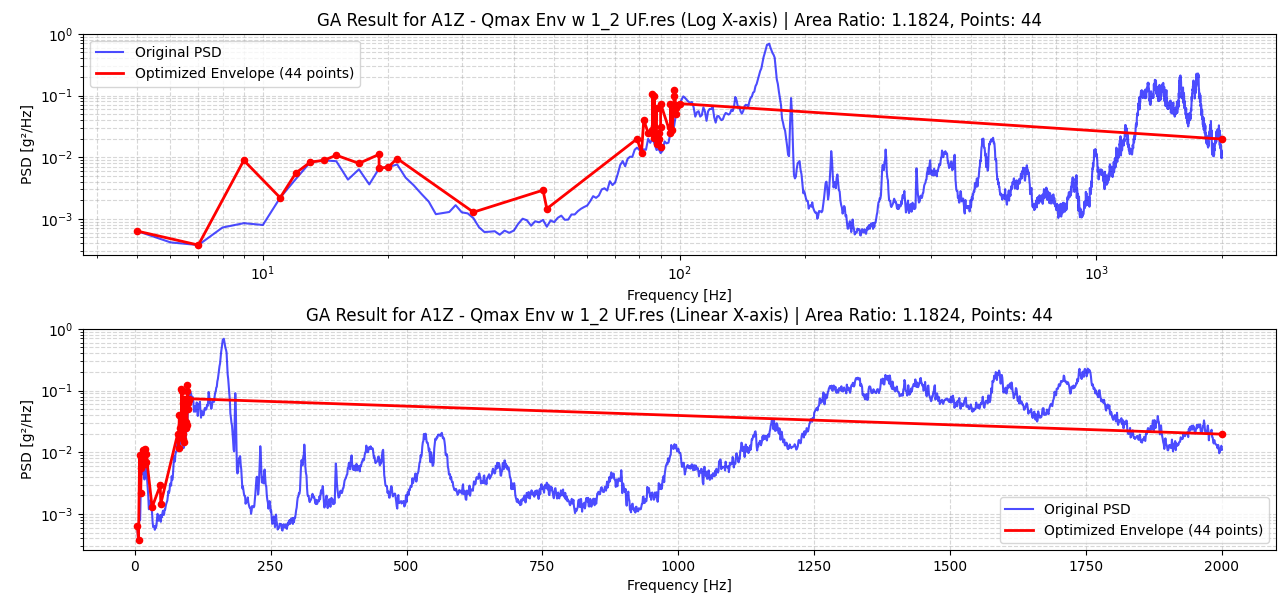 GA Result for A1Z - Qmax Env w 1_2 UF.res (Log X-axis) | Area Ratio: 1.1824, Points: 44
Original PSD
Optimized Envelope (44 points)
PSD [g²/Hz]
10⁰
10⁻¹
10⁻²
10⁻³
10¹
10²
10³
Frequency [Hz]
GA Result for A1Z - Qmax Env w 1_2 UF.res (Linear X-axis) | Area Ratio: 1.1824, Points: 44
PSD [g²/Hz]
10⁰
10⁻¹
10⁻²
10⁻³
Original PSD
Optimized Envelope (44 points)
0 250 500 750 1000 1250 1500 1750 2000
Frequency [Hz]